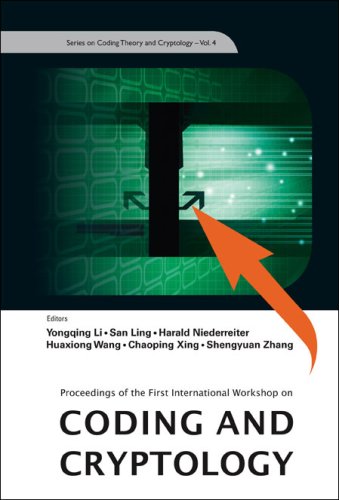 Series on Coding Theory and Cryptology – Vol. 4
Editors
Yongqing Li • San Ling • Harald Niederreiter
Huaxiong Wang • Chaoping Xing • Shengyuan Zhang
Proceedings of the First International Workshop on
CODING AND
CRYPTOLOGY